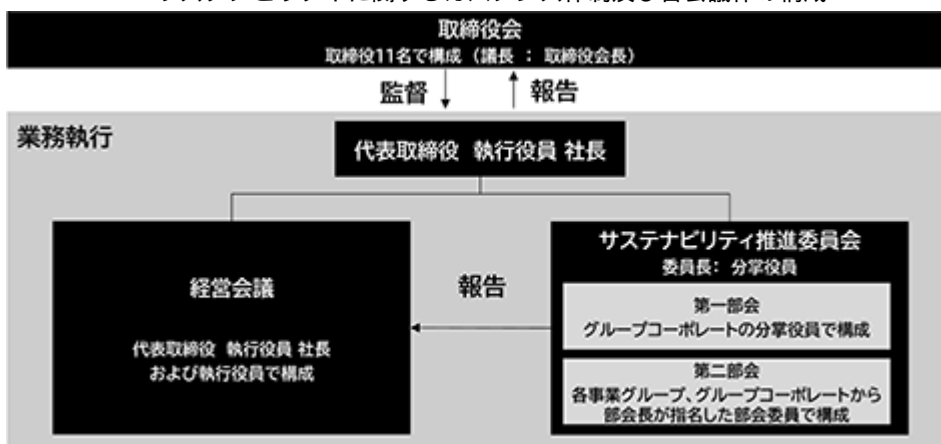 取締役会
取締役11名で構成（議長 ： 取締役会長）
監督
報告
業務執行
代表取締役 執行役員 社長
経営会議
代表取締役 執行役員 社長
および執行役員で構成
報告
サステナビリティ推進委員会
委員長： 分掌役員
第一部会
グループコーポレートの分掌役員で構成
第二部会
各事業グループ、グループコーポレートから
部会長が指名した部会委員で構成